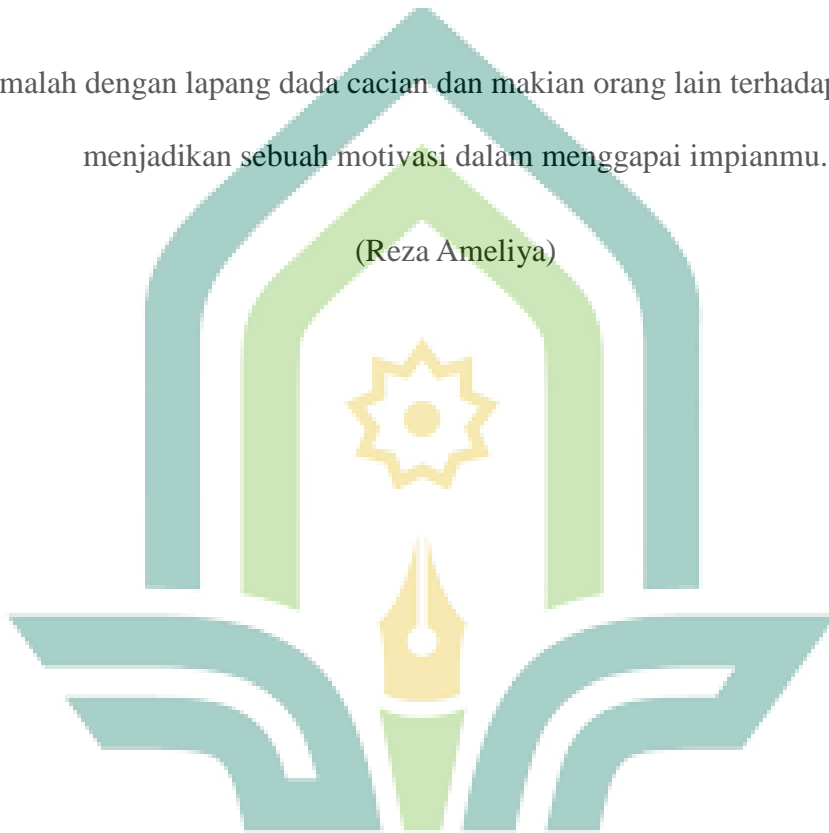 malah dengan lapang dada cacian dan makian orang lain terhadap
menjadikan sebuah motivasi dalam menggapai impianmu.
(Reza Ameliya)